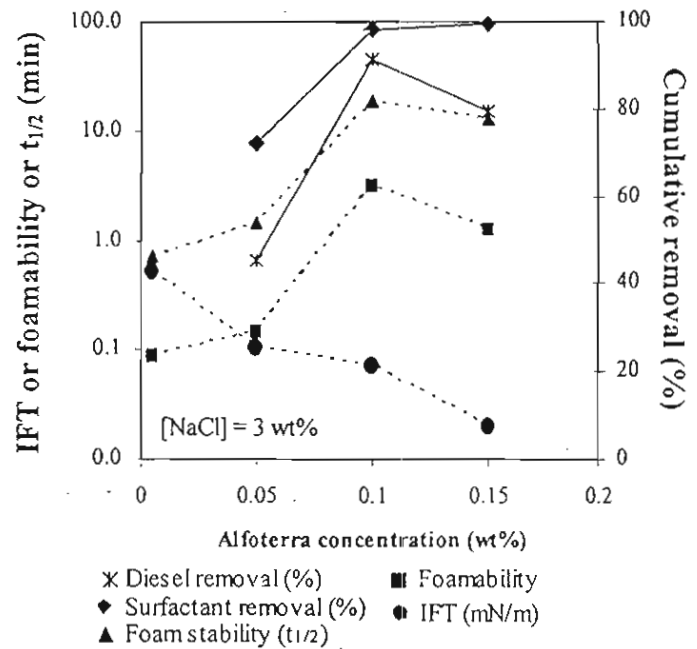 IFT or foamability or t1/2 (min)
100.0
10.0
1.0
0.1
0.0
Cumulative removal (%)
100
80
60
40
20
0
[NaCl] = 3 wt%
0
0.05
0.1
0.15
0.2
Alfoterra concentration (wt%)
Diesel removal (%)
Foamability
Surfactant removal (%)
IFT (mN/m)
Foam stability (t1/2)